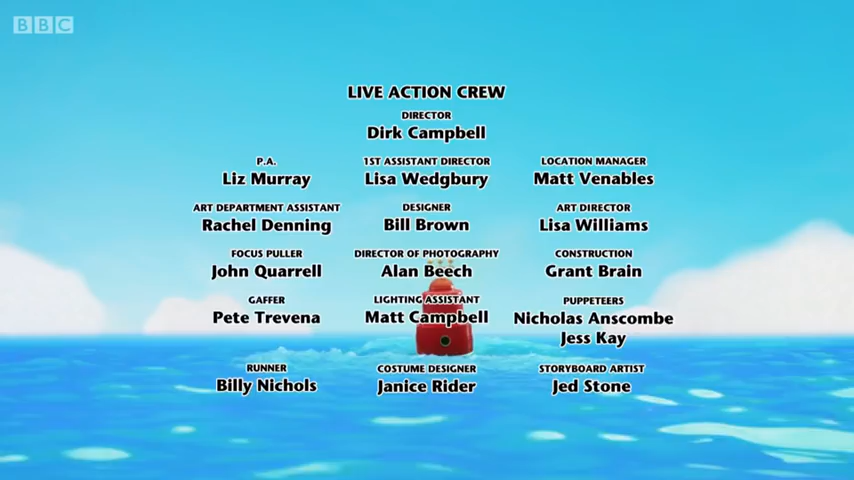 BBC
LIVE ACTION CREW
DIRECTOR
Dirk Campbell
P.A.
Liz Murray
1ST ASSISTANT DIRECTOR
Lisa Wedgbury
LOCATION MANAGER
Matt Venables
ART DEPARTMENT ASSISTANT
Rachel Denning
DESIGNER
Bill Brown
ART DIRECTOR
Lisa Williams
FOCUS PULLER
John Quarrell
DIRECTOR OF PHOTOGRAPHY
Alan Beech
CONSTRUCTION
Grant Brain
GAFFER
Pete Trevena
LIGHTING ASSISTANT
Matt Campbell
PUPPETEERS
Nicholas Anscombe
Jess Kay
RUNNER
Billy Nichols
COSTUME DESIGNER
Janice Rider
STORYBOARD ARTIST
Jed Stone